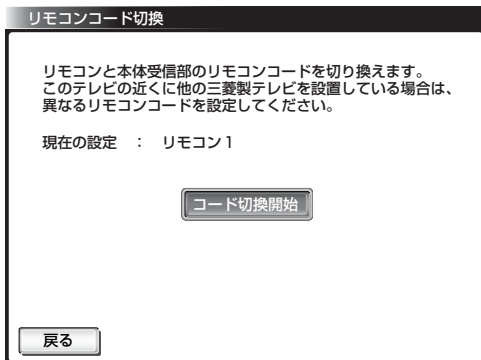 リモコンコード切換
リモコンと本体受信部のリモコンコードを切り換えます。
このテレビの近くに他の三菱製テレビを設置している場合は、
異なるリモコンコードを設定してください。
現在の設定 ： リモコン1
コード切換開始
戻る